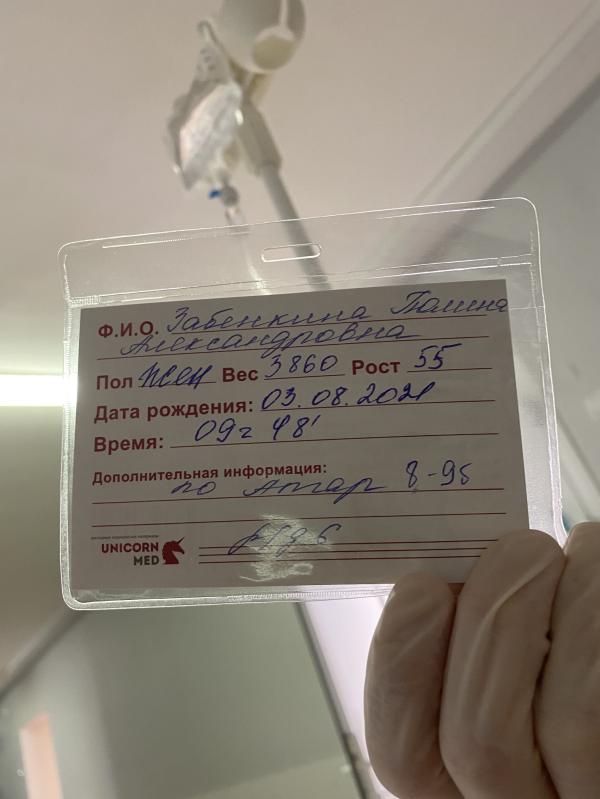 Ф.И.О. Забенкина Полина
Александровна
Пол жен Вес 3860 Рост 55
Дата рождения: 03.08.2021
Время: 09ч 48'
Дополнительная информация:
по Апгар 8-9б
UNICORN
MED